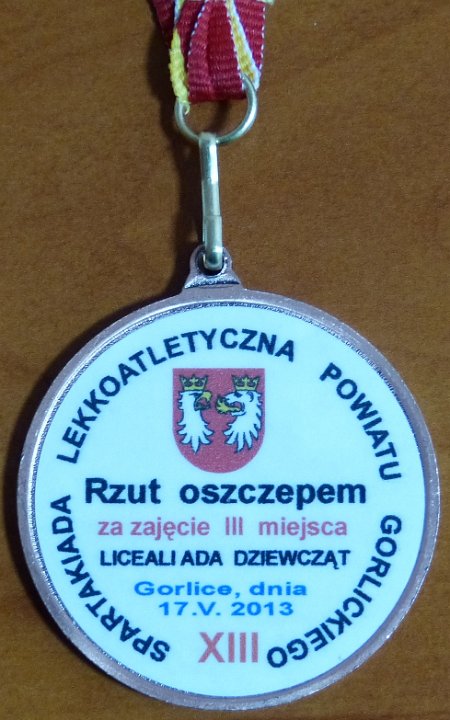 XIII SPARTAKIADA LEKKOATLETYCZNA POWIATU GORLICKIEGO
Rzut oszczepem
za zajęcie III miejsca
LICEALI ADA DZIEWCZĄT
Gorlice, dnia
17.V. 2013